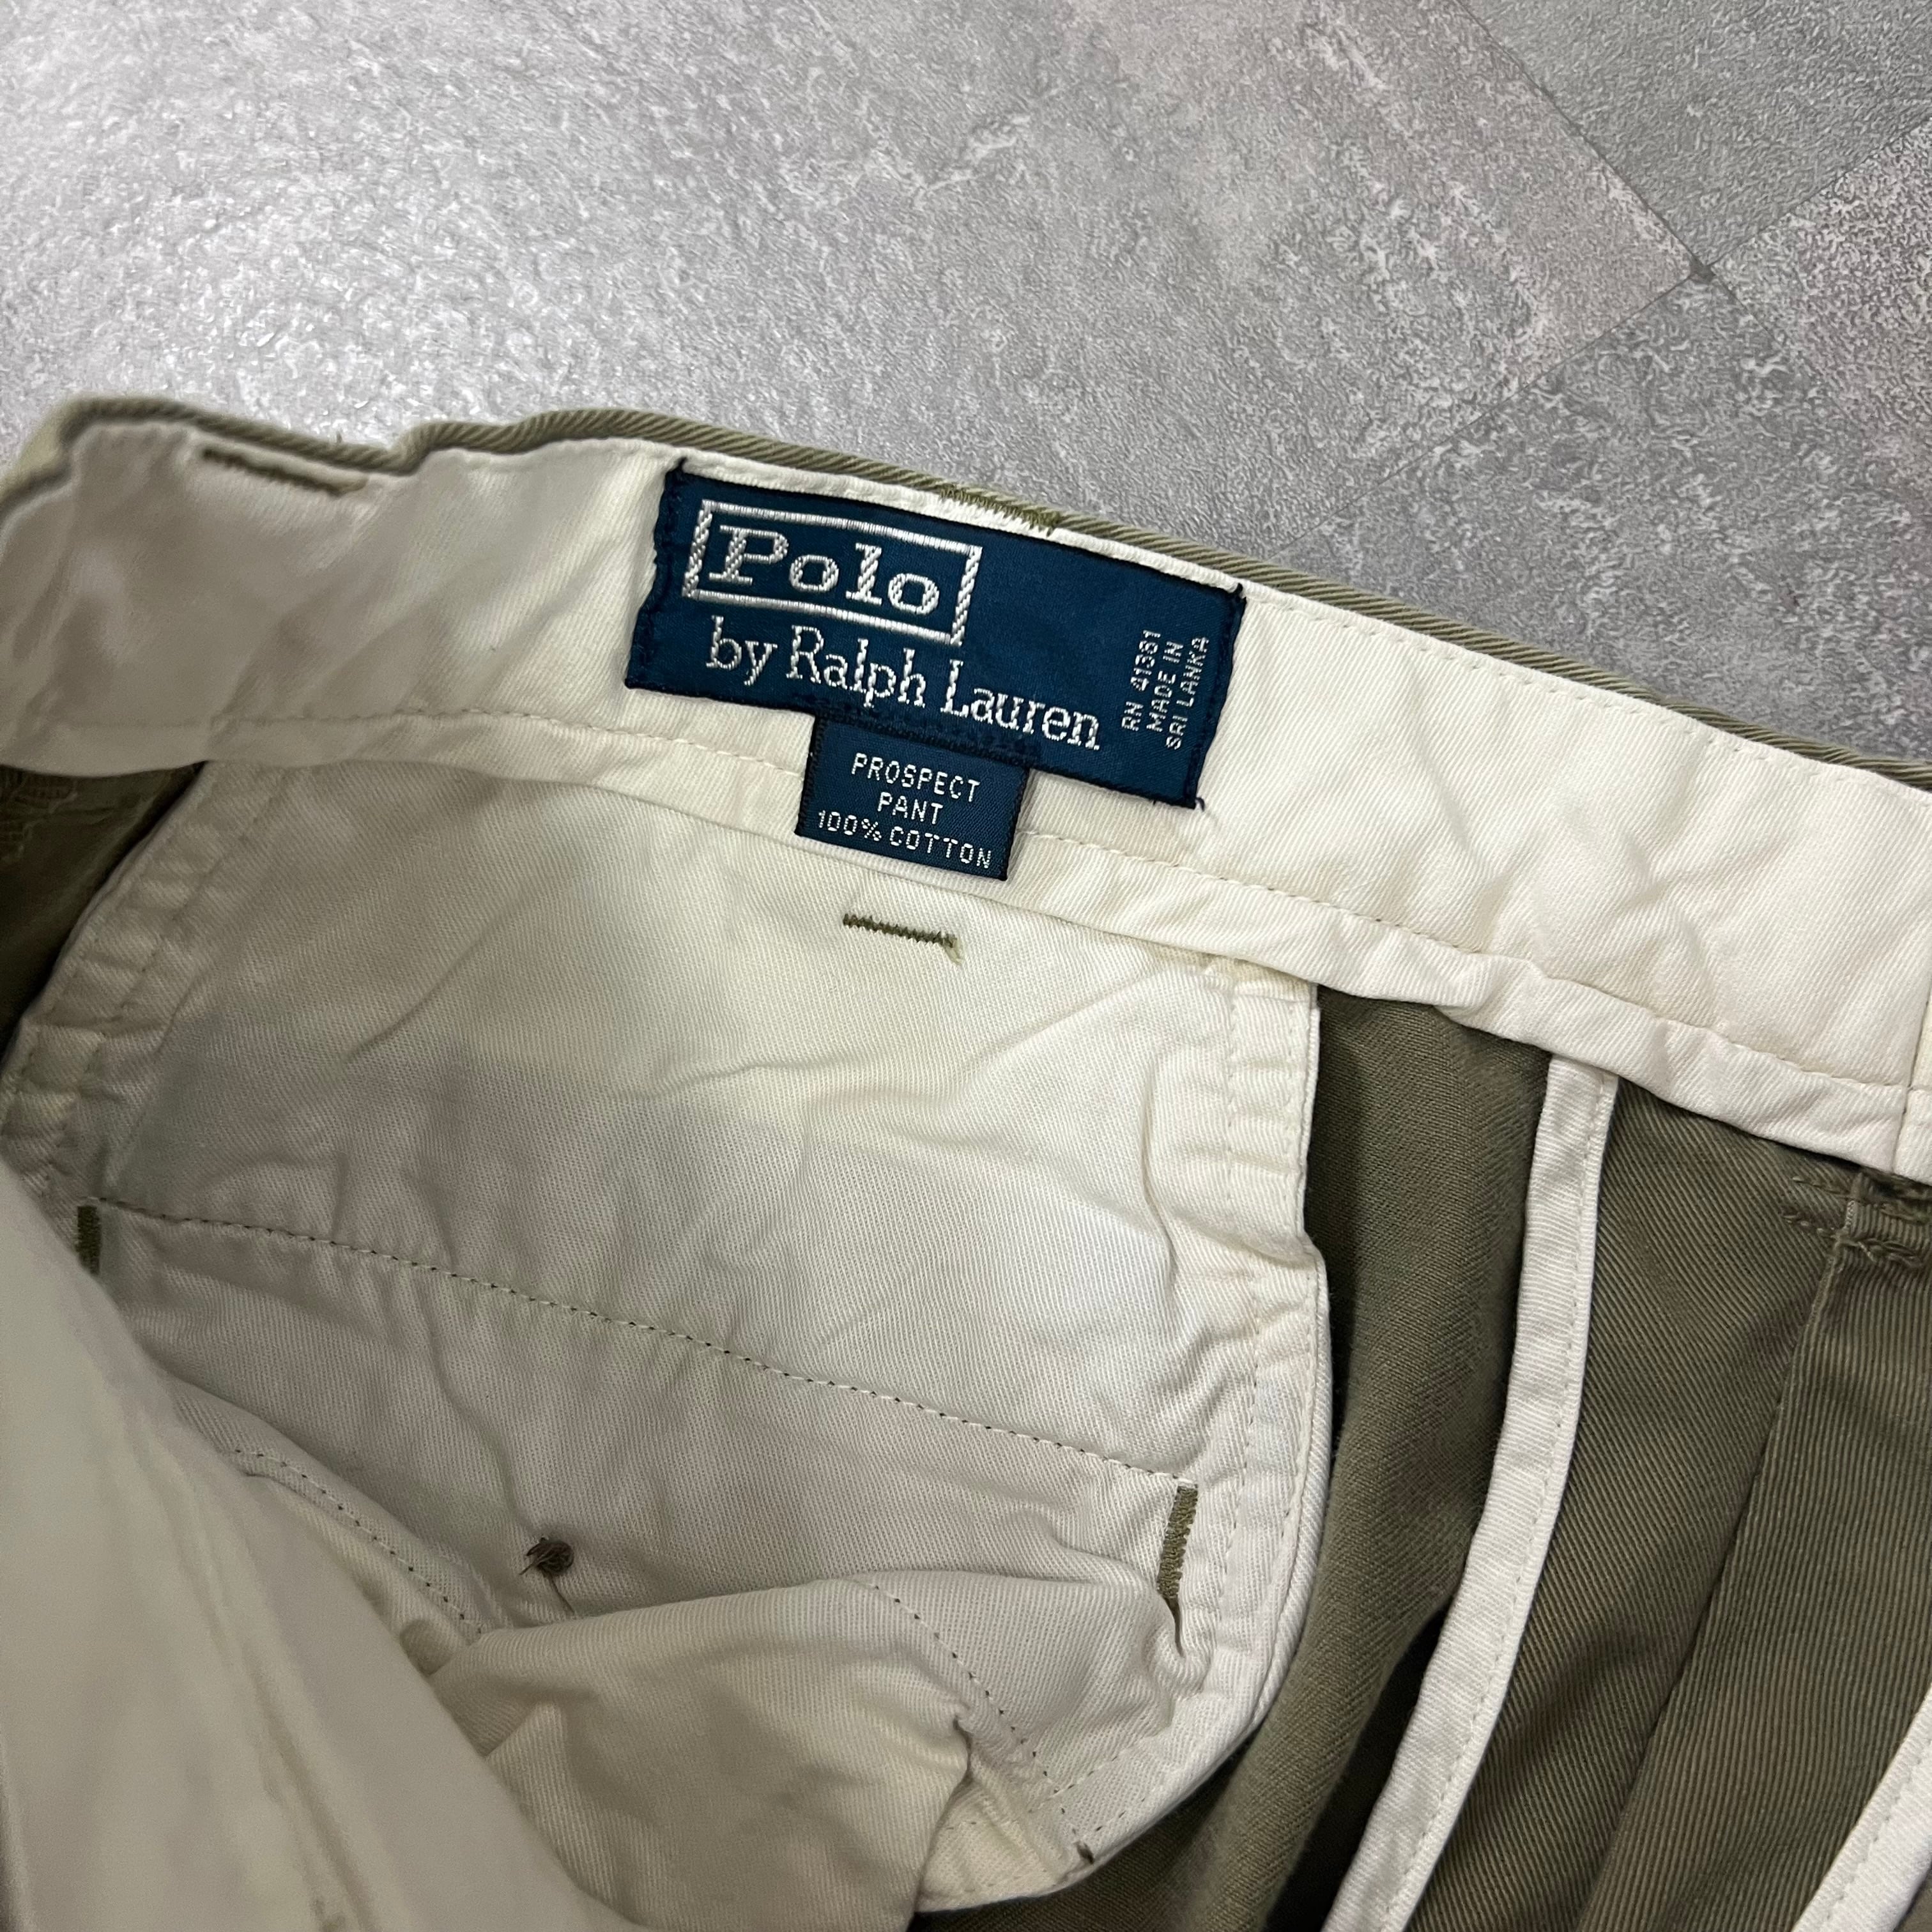 Polo
by Ralph Lauren
RN 41381
MADE IN
SRI LANKA
PROSPECT
PANT
100% COTTON